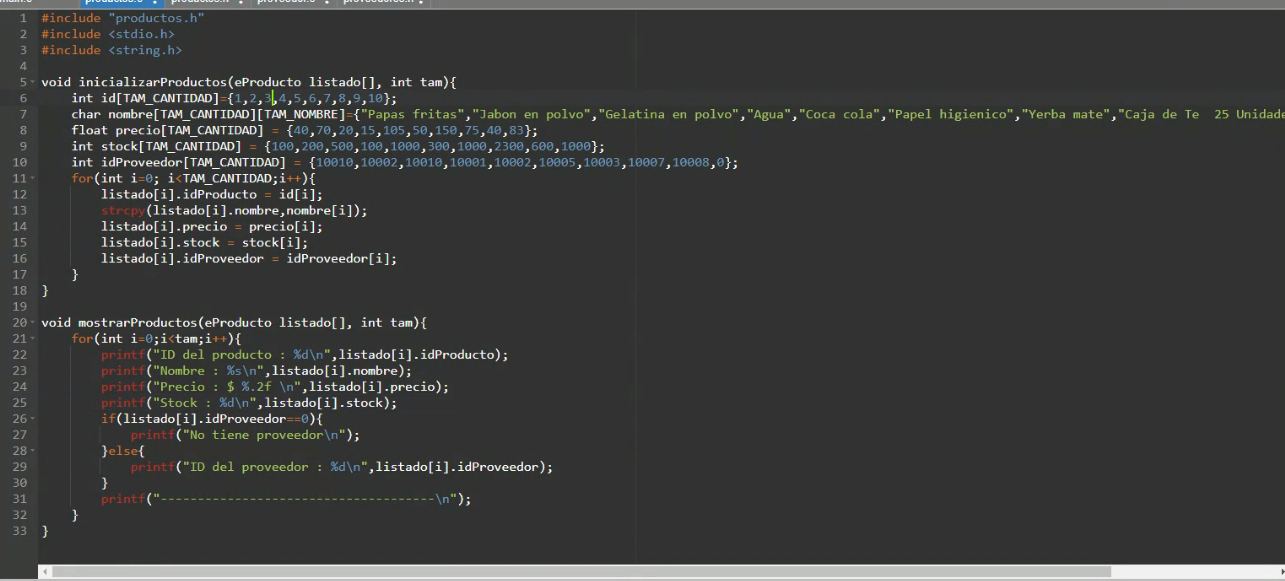 productos.c
1 #include "productos.h"
2 #include <stdio.h>
3 #include <string.h>
4
5 void inicializarProductos(eProducto listado[], int tam){
6 int id[TAM_CANTIDAD]={1,2,3,4,5,6,7,8,9,10};
7 char nombre[TAM_CANTIDAD][TAM_NOMBRE]={"Papas fritas","Jabon en polvo","Gelatina en polvo","Agua","Coca cola","Papel higienico","Yerba mate","Caja de Te  25 Unidade
8 float precio[TAM_CANTIDAD] = {40,70,20,15,105,50,150,75,40,83};
9 int stock[TAM_CANTIDAD] = {100,200,500,100,1000,300,1000,2300,600,1000};
10 int idProveedor[TAM_CANTIDAD] = {10010,10002,10010,10001,10002,10005,10003,10007,10008,0};
11 for(int i=0; i<TAM_CANTIDAD;i++){
12 listado[i].idProducto = id[i];
13 strcpy(listado[i].nombre,nombre[i]);
14 listado[i].precio = precio[i];
15 listado[i].stock = stock[i];
16 listado[i].idProveedor = idProveedor[i];
17 }
18 }
19
20 void mostrarProductos(eProducto listado[], int tam){
21 for(int i=0;i<tam;i++){
22 printf("ID del producto : %d\n",listado[i].idProducto);
23 printf("Nombre : %s\n",listado[i].nombre);
24 printf("Precio : $ %.2f \n",listado[i].precio);
25 printf("Stock : %d\n",listado[i].stock);
26 if(listado[i].idProveedor==0){
27 printf("No tiene proveedor\n");
28 }else{
29 printf("ID del proveedor : %d\n",listado[i].idProveedor);
30 }
31 printf("-------------------------------------\n");
32 }
33 }